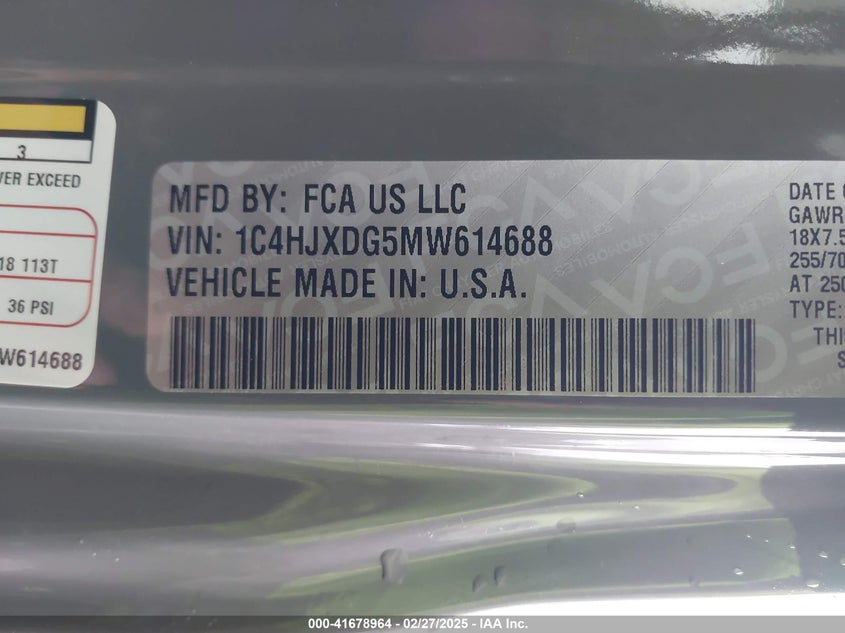 3
VER EXCEED
18 113T
36 PSI
W614688
MFD BY: FCA US LLC
VIN: 1C4HJXDG5MW614688
VEHICLE MADE IN: U.S.A.
DATE O
GAWR
18X7.5
255/70
AT 250
TYPE:
THIS
S
000-41678964 - 02/27/2025 - IAA Inc.